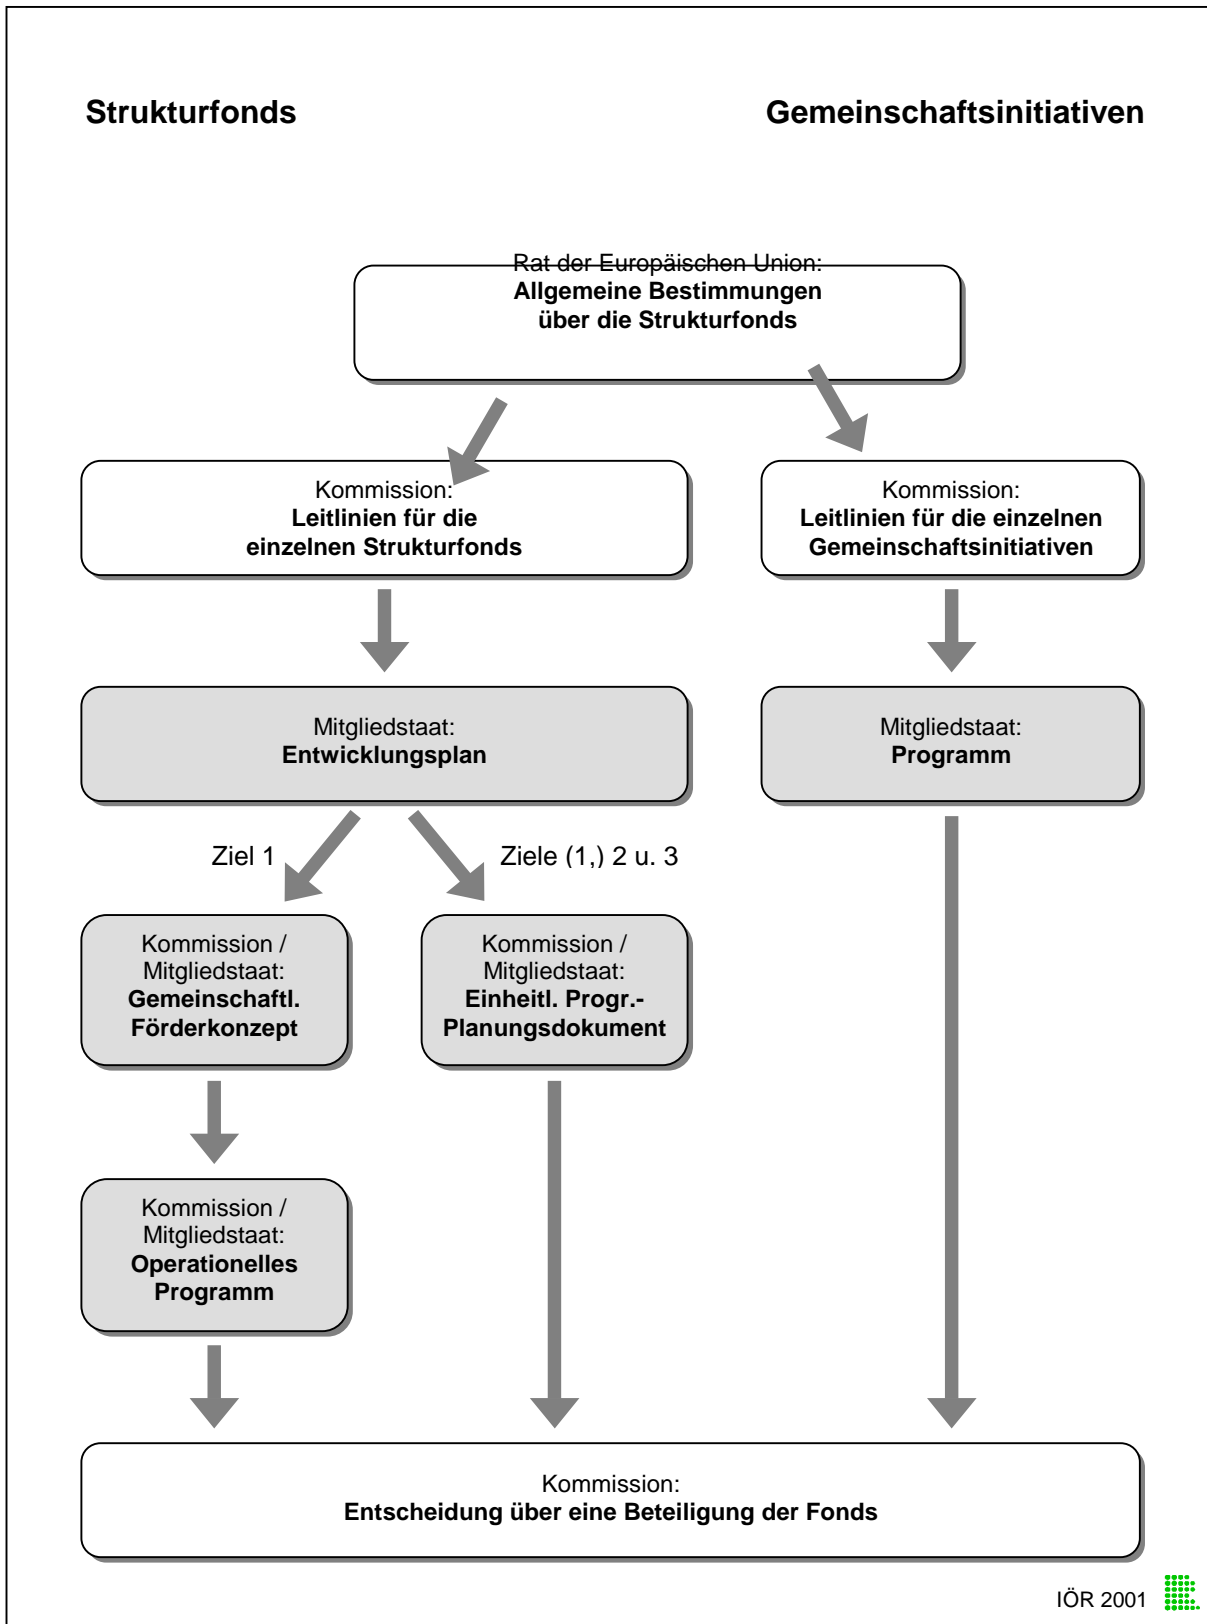 Strukturfonds
Gemeinschaftsinitiativen
Rat der Europäischen Union:
Allgemeine Bestimmungen
über die Strukturfonds
Kommission:
Leitlinien für die
einzelnen Strukturfonds
Kommission:
Leitlinien für die einzelnen
Gemeinschaftsinitiativen
Mitgliedstaat:
Entwicklungsplan
Mitgliedstaat:
Programm
Ziel 1
Ziele (1,) 2 u. 3
Kommission /
Mitgliedstaat:
Gemeinschaftl.
Förderkonzept
Kommission /
Mitgliedstaat:
Einheitl. Progr.-
Planungsdokument
Kommission /
Mitgliedstaat:
Operationelles
Programm
Kommission:
Entscheidung über eine Beteiligung der Fonds
IÖR 2001